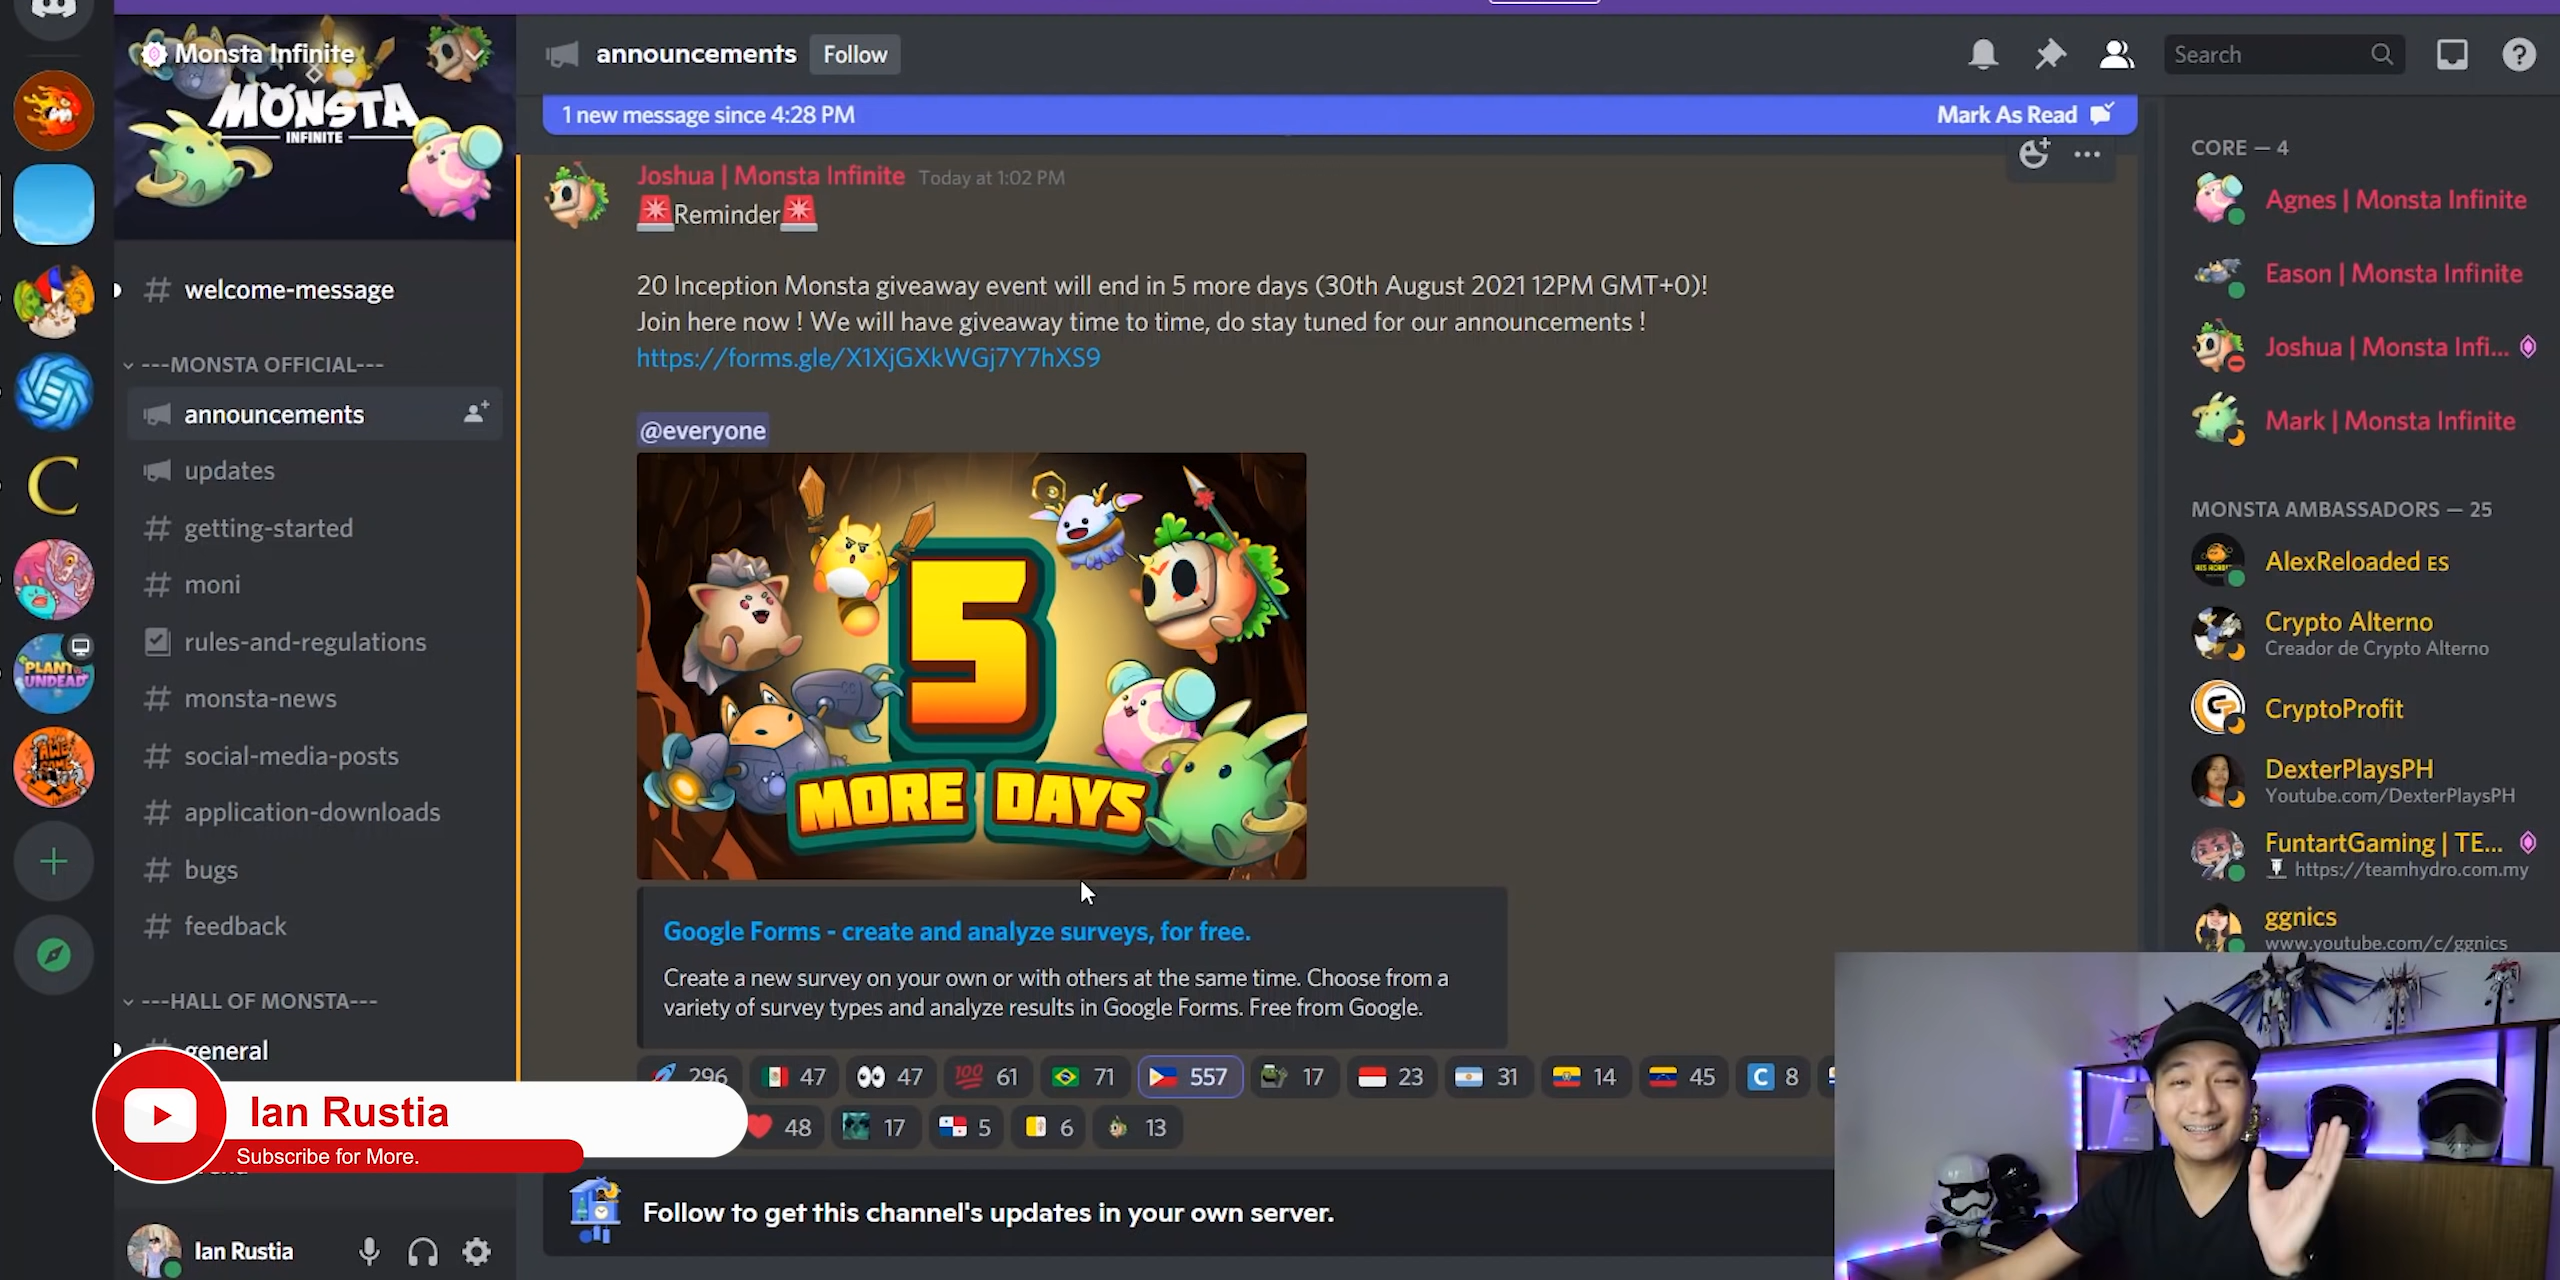 Monsta Infinite
MONSTA
INFINITE
welcome-message
---MONSTA OFFICIAL---
announcements
updates
getting-started
moni
rules-and-regulations
monsta-news
social-media-posts
application-downloads
bugs
feedback
---HALL OF MONSTA---
general
PLANT
UNDEAD
Ian Rustia
Subscribe for More.
Ian Rustia
announcements Follow
Search
1 new message since 4:28 PM Mark As Read
Joshua | Monsta Infinite Today at 1:02 PM
Reminder
20 Inception Monsta giveaway event will end in 5 more days (30th August 2021 12PM GMT+0)!
Join here now ! We will have giveaway time to time, do stay tuned for our announcements !
https://forms.gle/X1XjGXkWGj7Y7hXS9
@everyone
5
MORE DAYS
Google Forms - create and analyze surveys, for free.
Create a new survey on your own or with others at the same time. Choose from a
variety of survey types and analyze results in Google Forms. Free from Google.
296 47 47 100 61 71 557 17 23 31 14 45 C 8
48 17 5 6 13
Follow to get this channel's updates in your own server.
CORE — 4
Agnes | Monsta Infinite
Eason | Monsta Infinite
Joshua | Monsta Infi...
Mark | Monsta Infinite
MONSTA AMBASSADORS — 25
AlexReloaded ES
Crypto Alterno
Creador de Crypto Alterno
CryptoProfit
DexterPlaysPH
Youtube.com/DexterPlaysPH
FuntartGaming | TE...
https://teamhydro.com.my
ggnics
www.youtube.com/c/ggnics